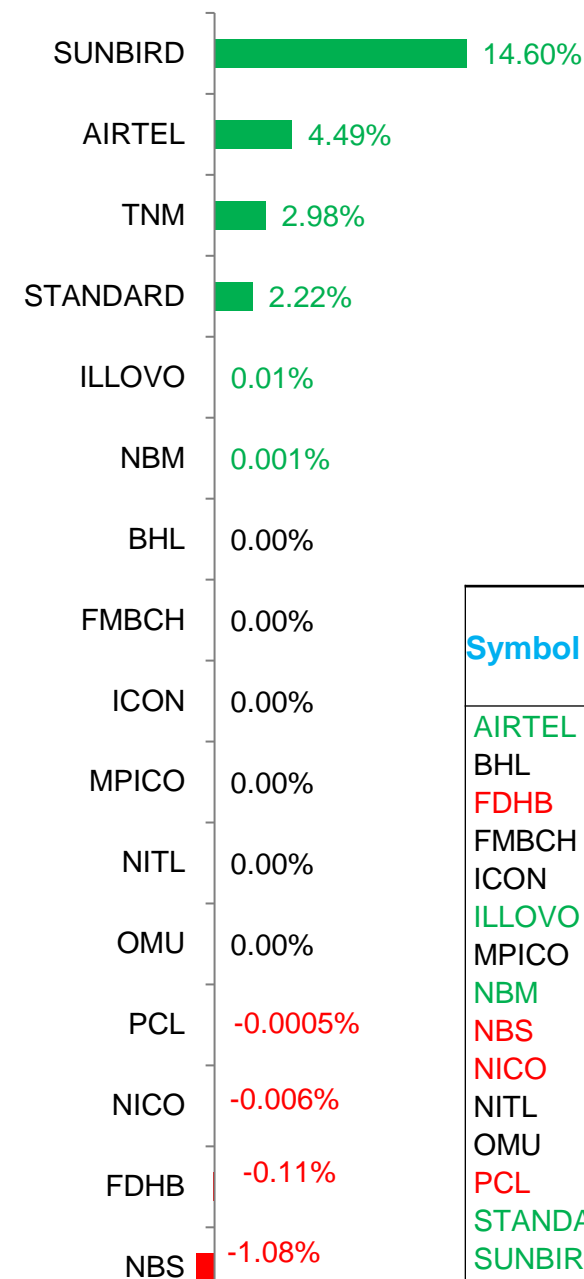 SUNBIRD 14.60%
AIRTEL 4.49%
TNM 2.98%
STANDARD 2.22%
ILLOVO 0.01%
NBM 0.001%
BHL 0.00%
FMBCH 0.00%
ICON 0.00%
MPICO 0.00%
NITL 0.00%
OMU 0.00%
PCL -0.0005%
NICO -0.006%
FDHB -0.11%
NBS -1.08%
Symbol
AIRTEL
BHL
FDHB
FMBCH
ICON
ILLOVO
MPICO
NBM
NBS
NICO
NITL
OMU
PCL
STANDA
SUNBIR